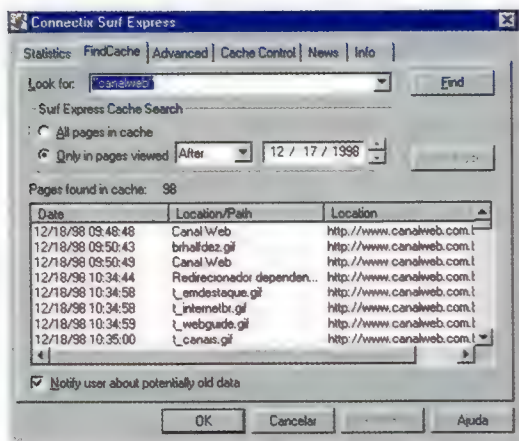 Connectix Surf Express
Statistics FindCache Advanced Cache Control News Info
Look for: "canalweb" Find
Surf Express Cache Search
All pages in cache
Only in pages viewed After 12 / 17 / 1998
Pages found in cache: 98
Date Location/Path Location
12/18/98 09:48:48 Canal Web http://www.canalweb.com.b
12/18/98 09:50:43 brhalfdez.gif http://www.canalweb.com.b
12/18/98 09:50:49 Canal Web http://www.canalweb.com.b
12/18/98 10:34:44 Redirecionador dependen... http://www.canalweb.com.b
12/18/98 10:34:58 t_emdestaque.gif http://www.canalweb.com.b
12/18/98 10:34:58 t_internetbr.gif http://www.canalweb.com.b
12/18/98 10:34:59 t_webguide.gif http://www.canalweb.com.b
12/18/98 10:35:00 t_canais.gif http://www.canalweb.com.b
Notify user about potentially old data
OK Cancelar Ajuda